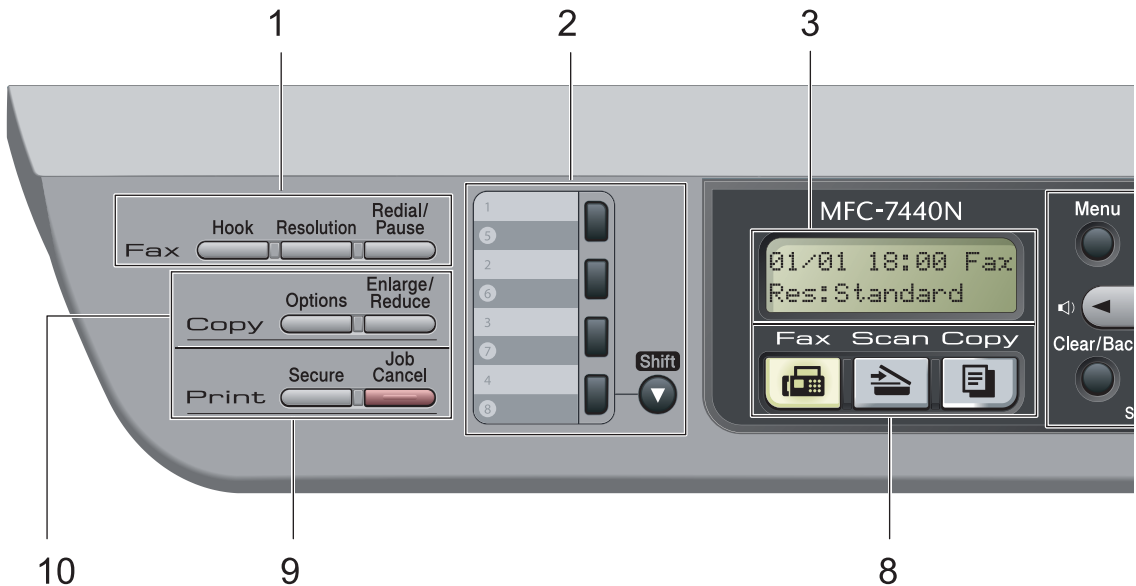 1
2
3
Hook Resolution Redial/
Pause
Fax
Options Enlarge/
Reduce
Copy
Secure Job
Cancel
Print
1
5
2
6
3
7
4
8
Shift
MFC-7440N
01/01 18:00 Fax
Res:Standard
Fax Scan Copy
Menu
Clear/Bac
S
10
9
8